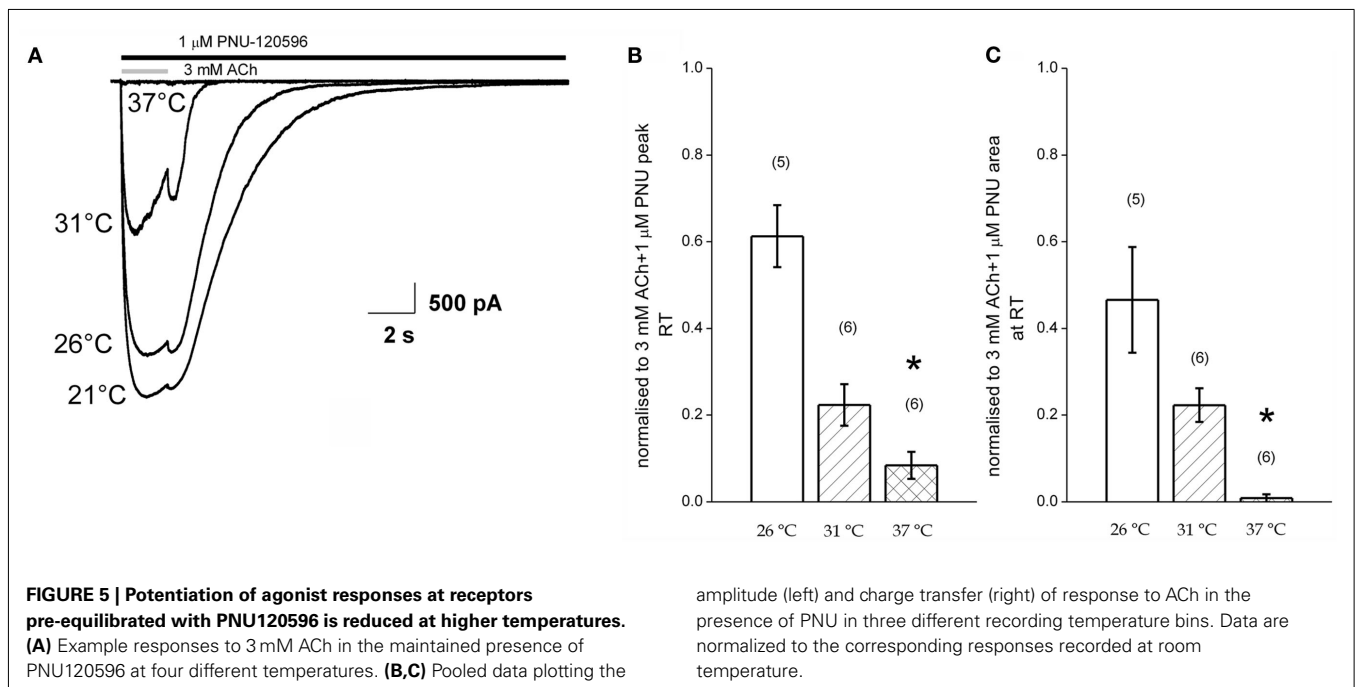 A
1 μM PNU-120596
3 mM ACh
37°C
31°C
26°C
21°C
500 pA
2 s
B
normalised to 3 mM ACh+1 μM PNU peak
RT
1.0
0.8
0.6
0.4
0.2
0.0
(5)
(6)
*
(6)
26 °C
31 °C
37 °C
C
normalised to 3 mM ACh+1 μM PNU area
at RT
1.0
0.8
0.6
0.4
0.2
0.0
(5)
(6)
*
(6)
26 °C
31 °C
37 °C
FIGURE 5 | Potentiation of agonist responses at receptors
pre-equilibrated with PNU120596 is reduced at higher temperatures.
(A) Example responses to 3 mM ACh in the maintained presence of
PNU120596 at four different temperatures. (B,C) Pooled data plotting the
amplitude (left) and charge transfer (right) of response to ACh in the
presence of PNU in three different recording temperature bins. Data are
normalized to the corresponding responses recorded at room
temperature.